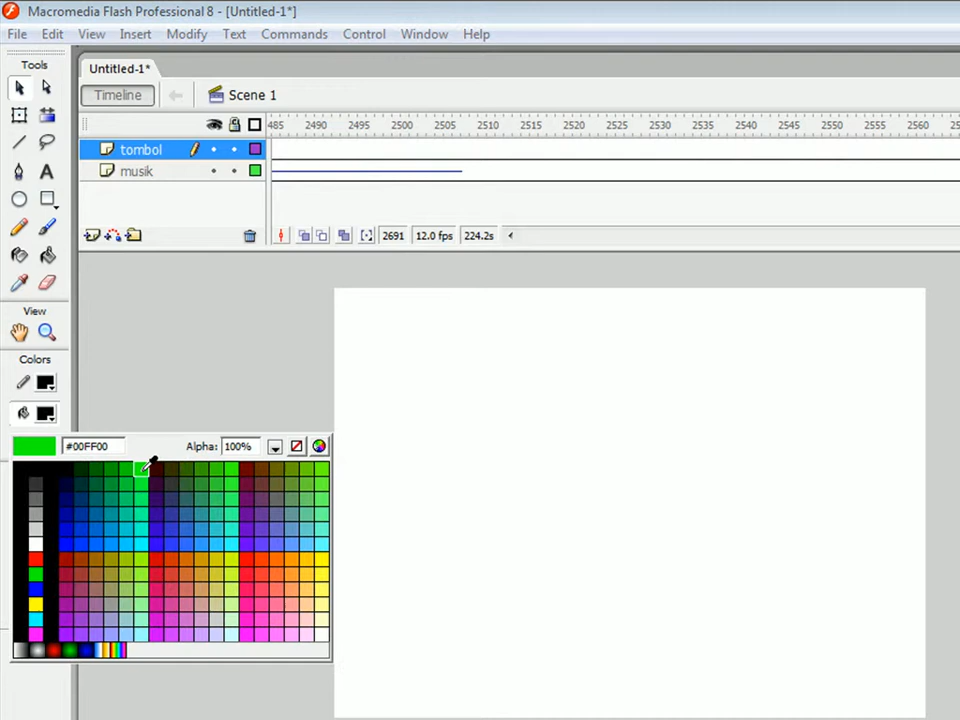 Macromedia Flash Professional 8 - [Untitled-1*]
File Edit View Insert Modify Text Commands Control Window Help
Tools
Untitled-1*
Timeline Scene 1
485 2490 2495 2500 2505 2510 2515 2520 2525 2530 2535 2540 2545 2550 2555 2560 256
tombol
musik
A
2691 12.0 fps 224.2s
View
Colors
#00FF00 Alpha: 100%